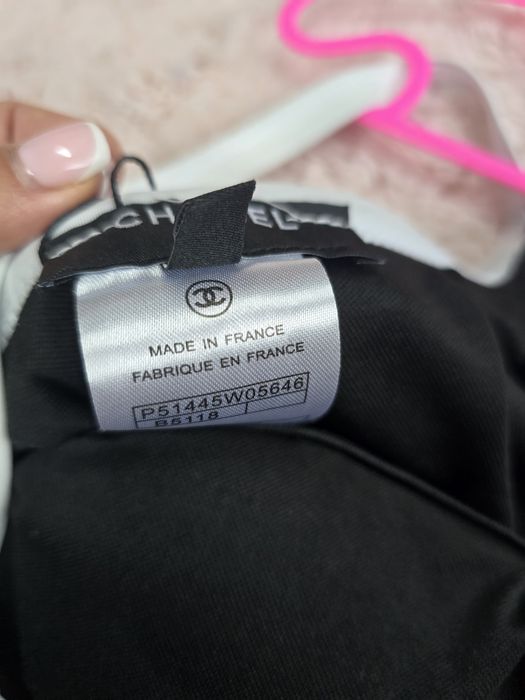 MADE IN FRANCE
FABRIQUE EN FRANCE
P51445W05646
B5118